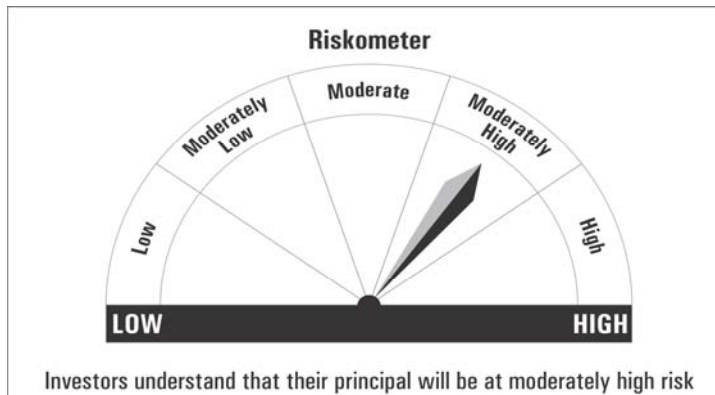 Riskometer
Low
Moderately
Low
Moderate
Moderately
High
High
LOW
HIGH
Investors understand that their principal will be at moderately high risk